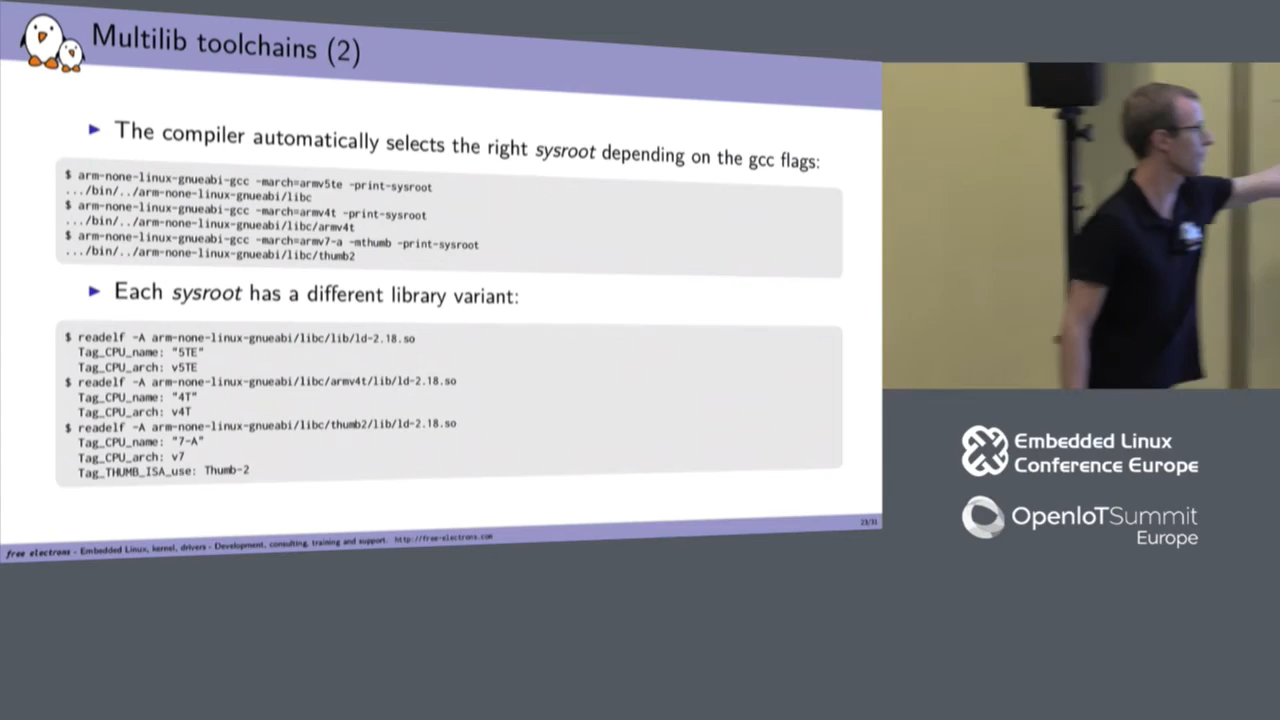 Multilib toolchains (2)
The compiler automatically selects the right sysroot depending on the gcc flags:
$ arm-none-linux-gnueabi-gcc -march=armv5te -print-sysroot
.../bin/../arm-none-linux-gnueabi/libc
$ arm-none-linux-gnueabi-gcc -march=armv4t -print-sysroot
.../bin/../arm-none-linux-gnueabi/libc/armv4t
$ arm-none-linux-gnueabi-gcc -march=armv7-a -mthumb -print-sysroot
.../bin/../arm-none-linux-gnueabi/libc/thumb2
Each sysroot has a different library variant:
$ readelf -A arm-none-linux-gnueabi/libc/lib/ld-2.18.so
Tag_CPU_name: "5TE"
Tag_CPU_arch: v5TE
$ readelf -A arm-none-linux-gnueabi/libc/armv4t/lib/ld-2.18.so
Tag_CPU_name: "4T"
Tag_CPU_arch: v4T
$ readelf -A arm-none-linux-gnueabi/libc/thumb2/lib/ld-2.18.so
Tag_CPU_name: "7-A"
Tag_CPU_arch: v7
Tag_THUMB_ISA_use: Thumb-2
23/31
free electrons - Embedded Linux, kernel, drivers - Development, consulting, training and support. http://free-electrons.com
Embedded Linux
Conference Europe
OpenIoTSummit
Europe